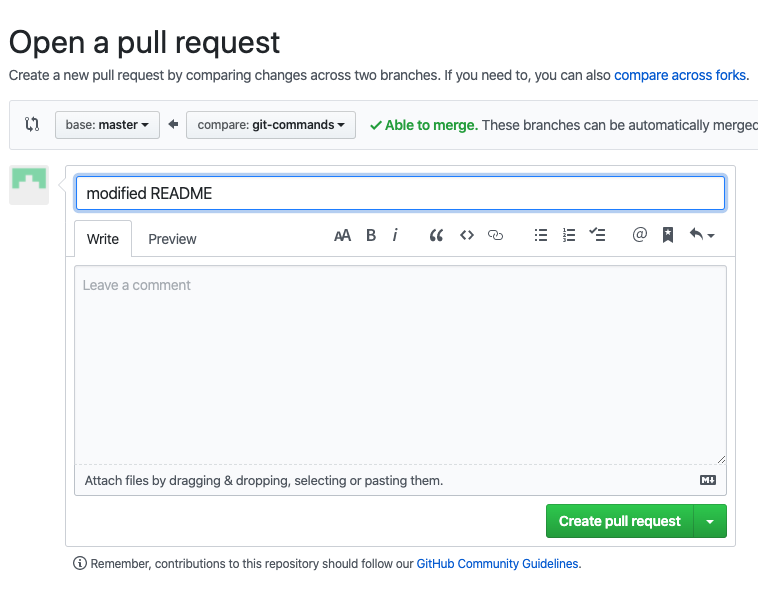 Open a pull request
Create a new pull request by comparing changes across two branches. If you need to, you can also compare across forks.
base: master compare: git-commands Able to merge. These branches can be automatically merged
modified README
Write Preview AA B i
Leave a comment
Attach files by dragging & dropping, selecting or pasting them.
Create pull request
Remember, contributions to this repository should follow our GitHub Community Guidelines.